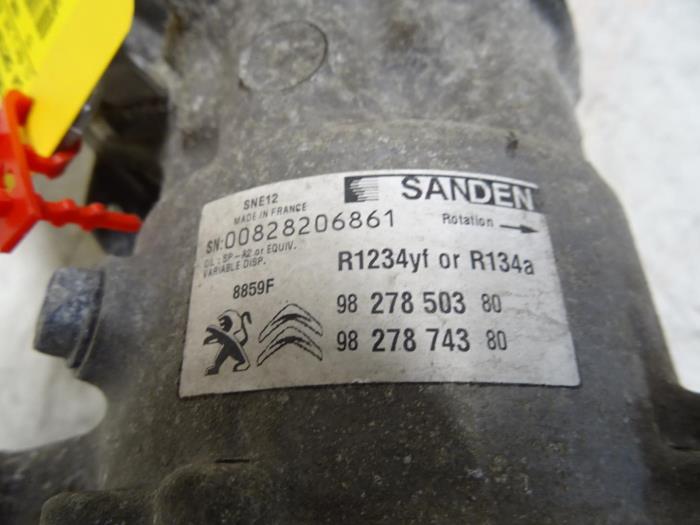 SNE12
MADE IN FRANCE
SANDEN
SN:00828206861
Rotation
OIL : SP-A2 or EQUIV.
VARIABLE DISP.
R1234yf or R134a
8859F
98 278 503 80
98 278 743 80